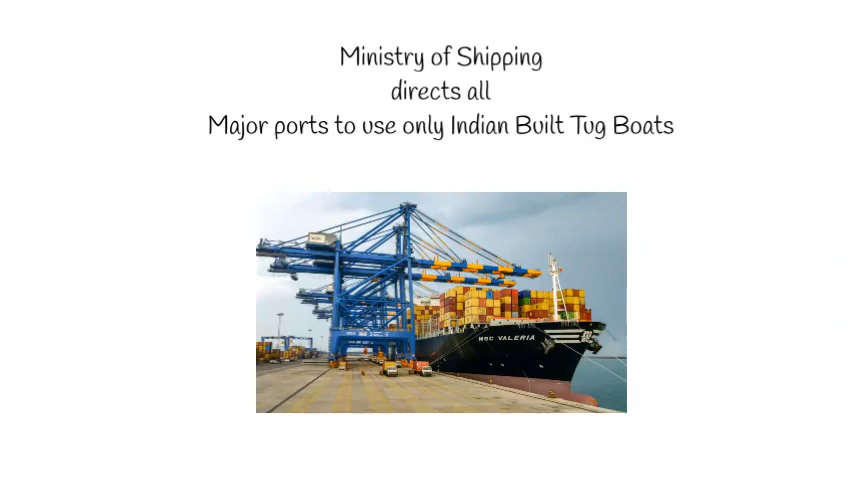 Ministry of Shipping
directs all
Major ports to use only Indian Built Tug Boats
MSC VALERIA